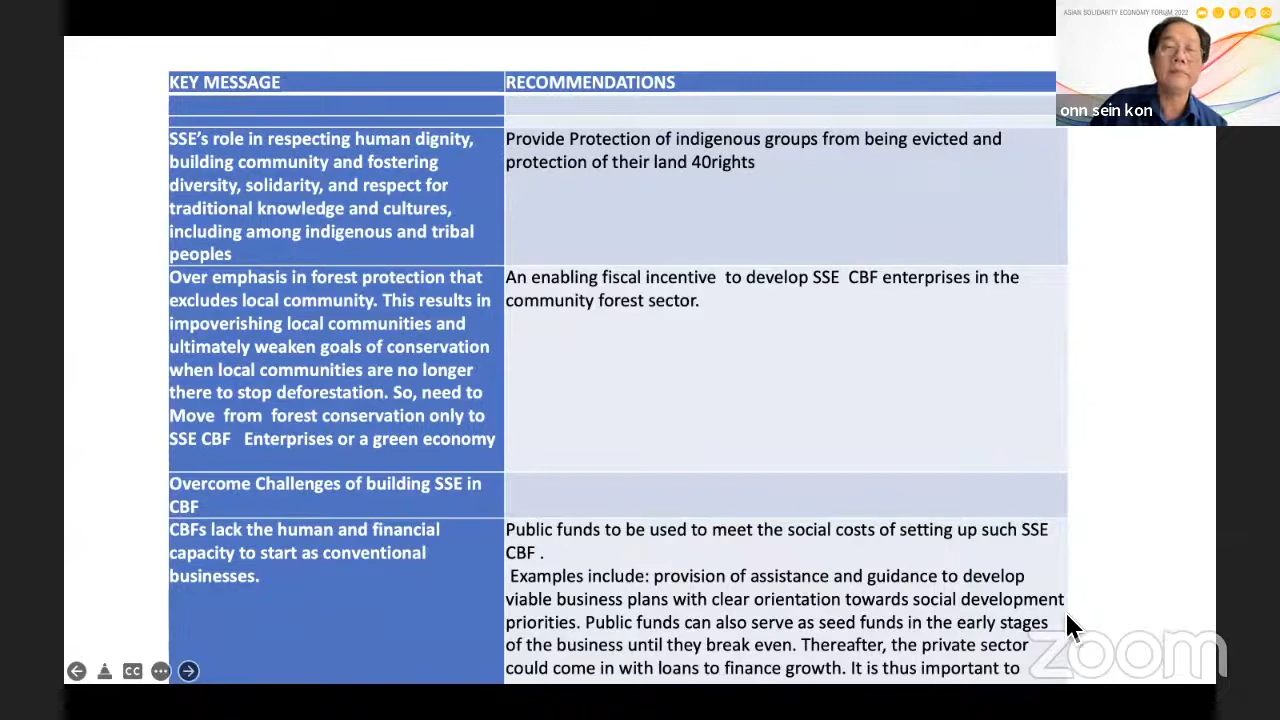 ASIAN SOLIDARITY ECONOMY FORUM 2022
onn sein kon
KEY MESSAGE
RECOMMENDATIONS
SSE's role in respecting human dignity,
building community and fostering
diversity, solidarity, and respect for
traditional knowledge and cultures,
including among indigenous and tribal
peoples
Provide Protection of indigenous groups from being evicted and
protection of their land 40rights
Over emphasis in forest protection that
excludes local community. This results in
impoverishing local communities and
ultimately weaken goals of conservation
when local communities are no longer
there to stop deforestation. So, need to
Move from forest conservation only to
SSE CBF Enterprises or a green economy
An enabling fiscal incentive to develop SSE CBF enterprises in the
community forest sector.
Overcome Challenges of building SSE in
CBF
CBFs lack the human and financial
capacity to start as conventional
businesses.
Public funds to be used to meet the social costs of setting up such SSE
CBF .
Examples include: provision of assistance and guidance to develop
viable business plans with clear orientation towards social development
priorities. Public funds can also serve as seed funds in the early stages
of the business until they break even. Thereafter, the private sector
could come in with loans to finance growth. It is thus important to
CC
zoom